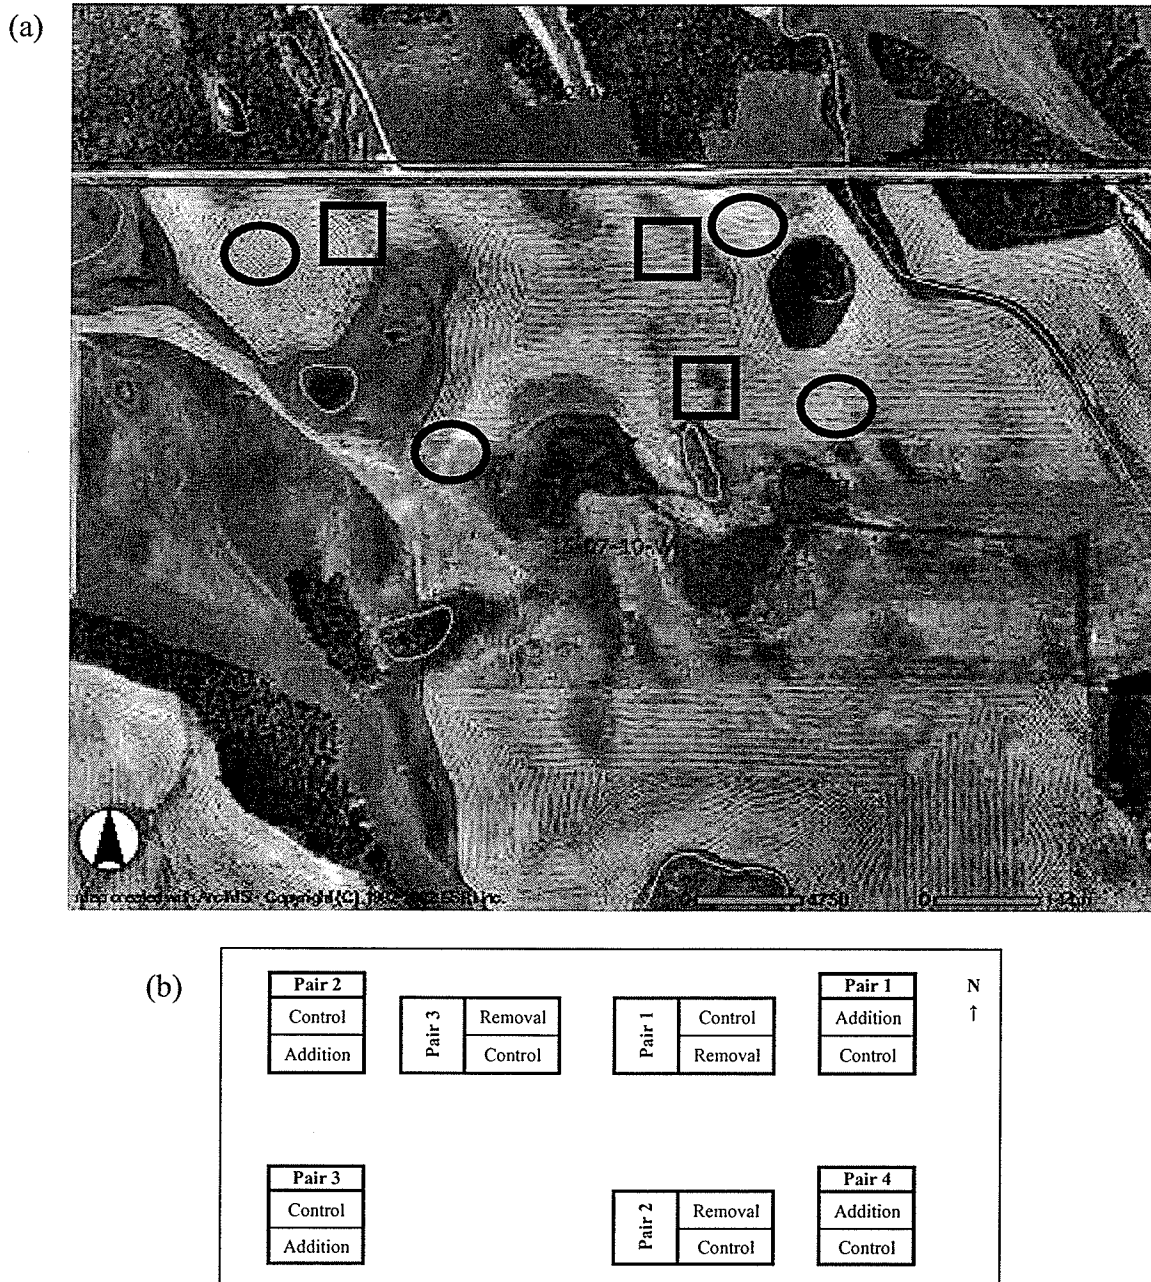 (a)
(b)
Pair 2
Control
Addition
Pair 3
Removal
Control
Pair 1
Control
Removal
Pair 1
Addition
Control
N
↑
Pair 3
Control
Addition
Pair 2
Removal
Control
Pair 4
Addition
Control